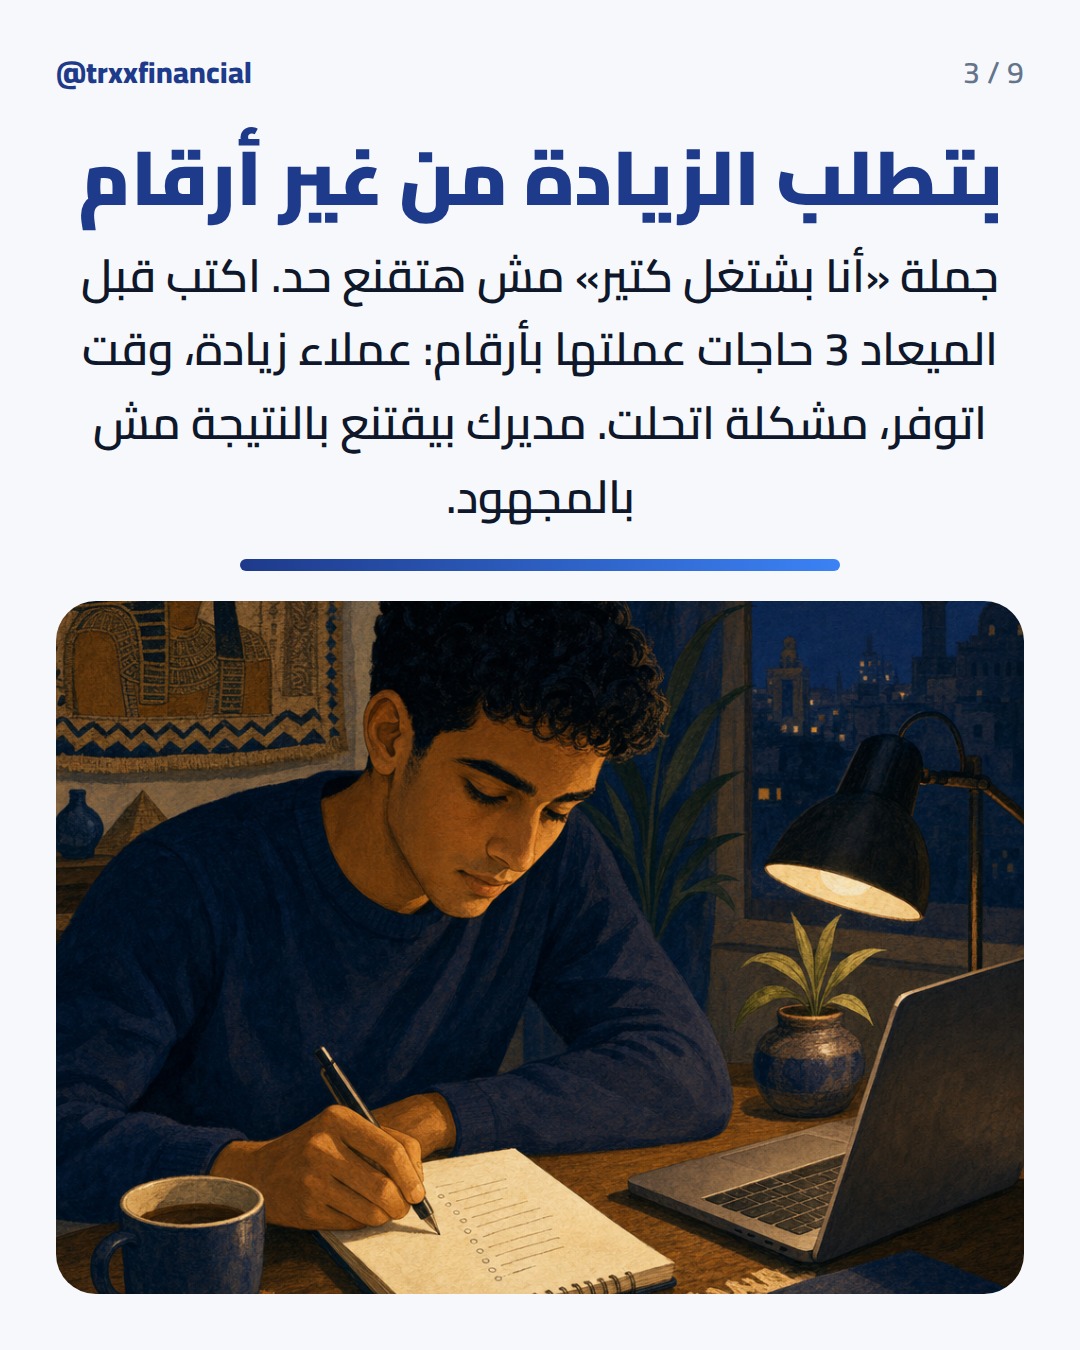 @trxxfinancial
3 / 9
بتطلب الزيادة من غير أرقام
جملة «أنا بشتغل كتير» مش هتقنع حد. اكتب قبل
الميعاد 3 حاجات عملتها بأرقام: عملاء زيادة، وقت
اتوفر، مشكلة اتحلت. مديرك بيقتنع بالنتيجة مش
بالمجهود.